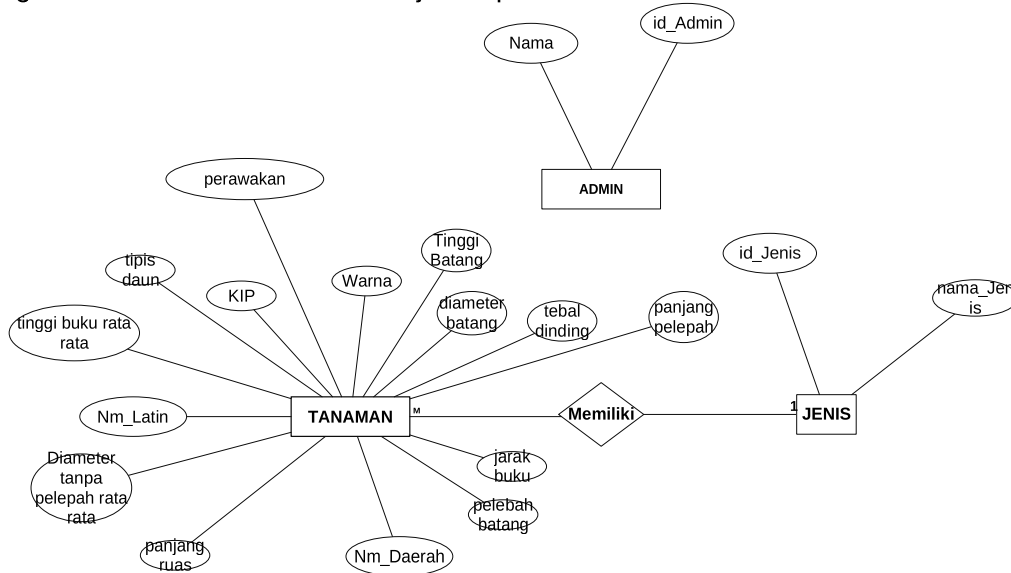 id_Admin
Nama
perawakan
ADMIN
Tinggi
Batang
id_Jenis
tipis
daun
KIP
Warna
nama_Jen
is
diameter
batang
tebal
dinding
panjang
pelepah
tinggi buku rata
rata
Nm_Latin
TANAMAN
M
Memiliki
1
JENIS
Diameter
tanpa
pelepah rata
rata
jarak
buku
pelebah
batang
panjang
ruas
Nm_Daerah